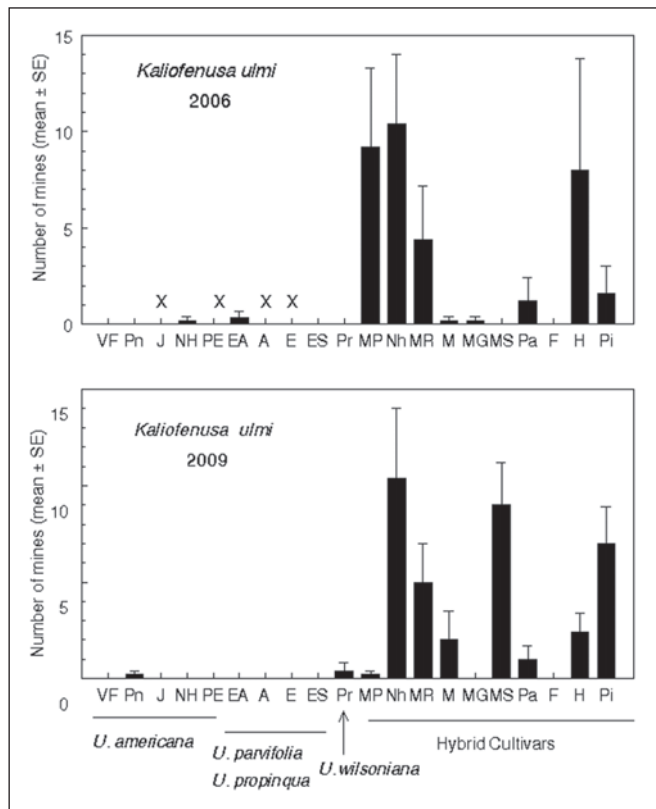 Kaliofenusa ulmi
2006
Number of mines (mean ± SE)
15
10
5
0
X X X X
VF Pn J NH PE EA A E ES Pr MP Nh MR M MG MS Pa F H Pi
Kaliofenusa ulmi
2009
Number of mines (mean ± SE)
15
10
5
0
VF Pn J NH PE EA A E ES Pr MP Nh MR M MG MS Pa F H Pi
U. americana
U. parvifolia
U. propinqua
U.wilsoniana
Hybrid Cultivars